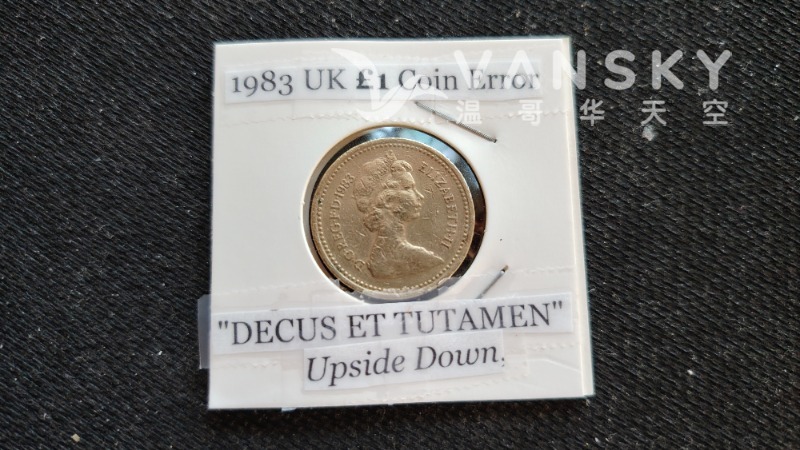 VANSKY
温哥华天空
1983 UK £1 Coin Error
D·G·REG·F·D·1983
ELIZABETH II
"DECUS ET TUTAMEN"
Upside Down.